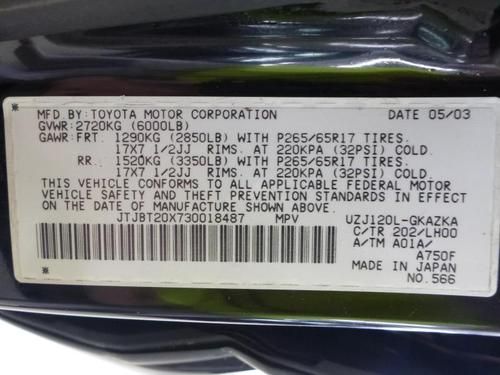 MFD.BY:TOYOTA MOTOR CORPORATION DATE 05/03
GVWR:2720KG (6000LB)
GAWR:FRT. 1290KG (2850LB) WITH P265/65R17 TIRES.
17X7 1/2JJ RIMS. AT 220KPA (32PSI) COLD.
RR. 1520KG (3350LB) WITH P265/65R17 TIRES.
17X7 1/2JJ RIMS. AT 220KPA (32PSI) COLD.
THIS VEHICLE CONFORMS TO ALL APPLICABLE FEDERAL MOTOR
VEHICLE SAFETY AND THEFT PREVENTION STANDARDS IN EFFECT
ON THE DATE OF MANUFACTURE SHOWN ABOVE.
JTJBT20X730018487 MPV UZJ120L-GKAZKA
C/TR 202/LH00
A/TM A01A/
A750F
MADE IN JAPAN
NO.566